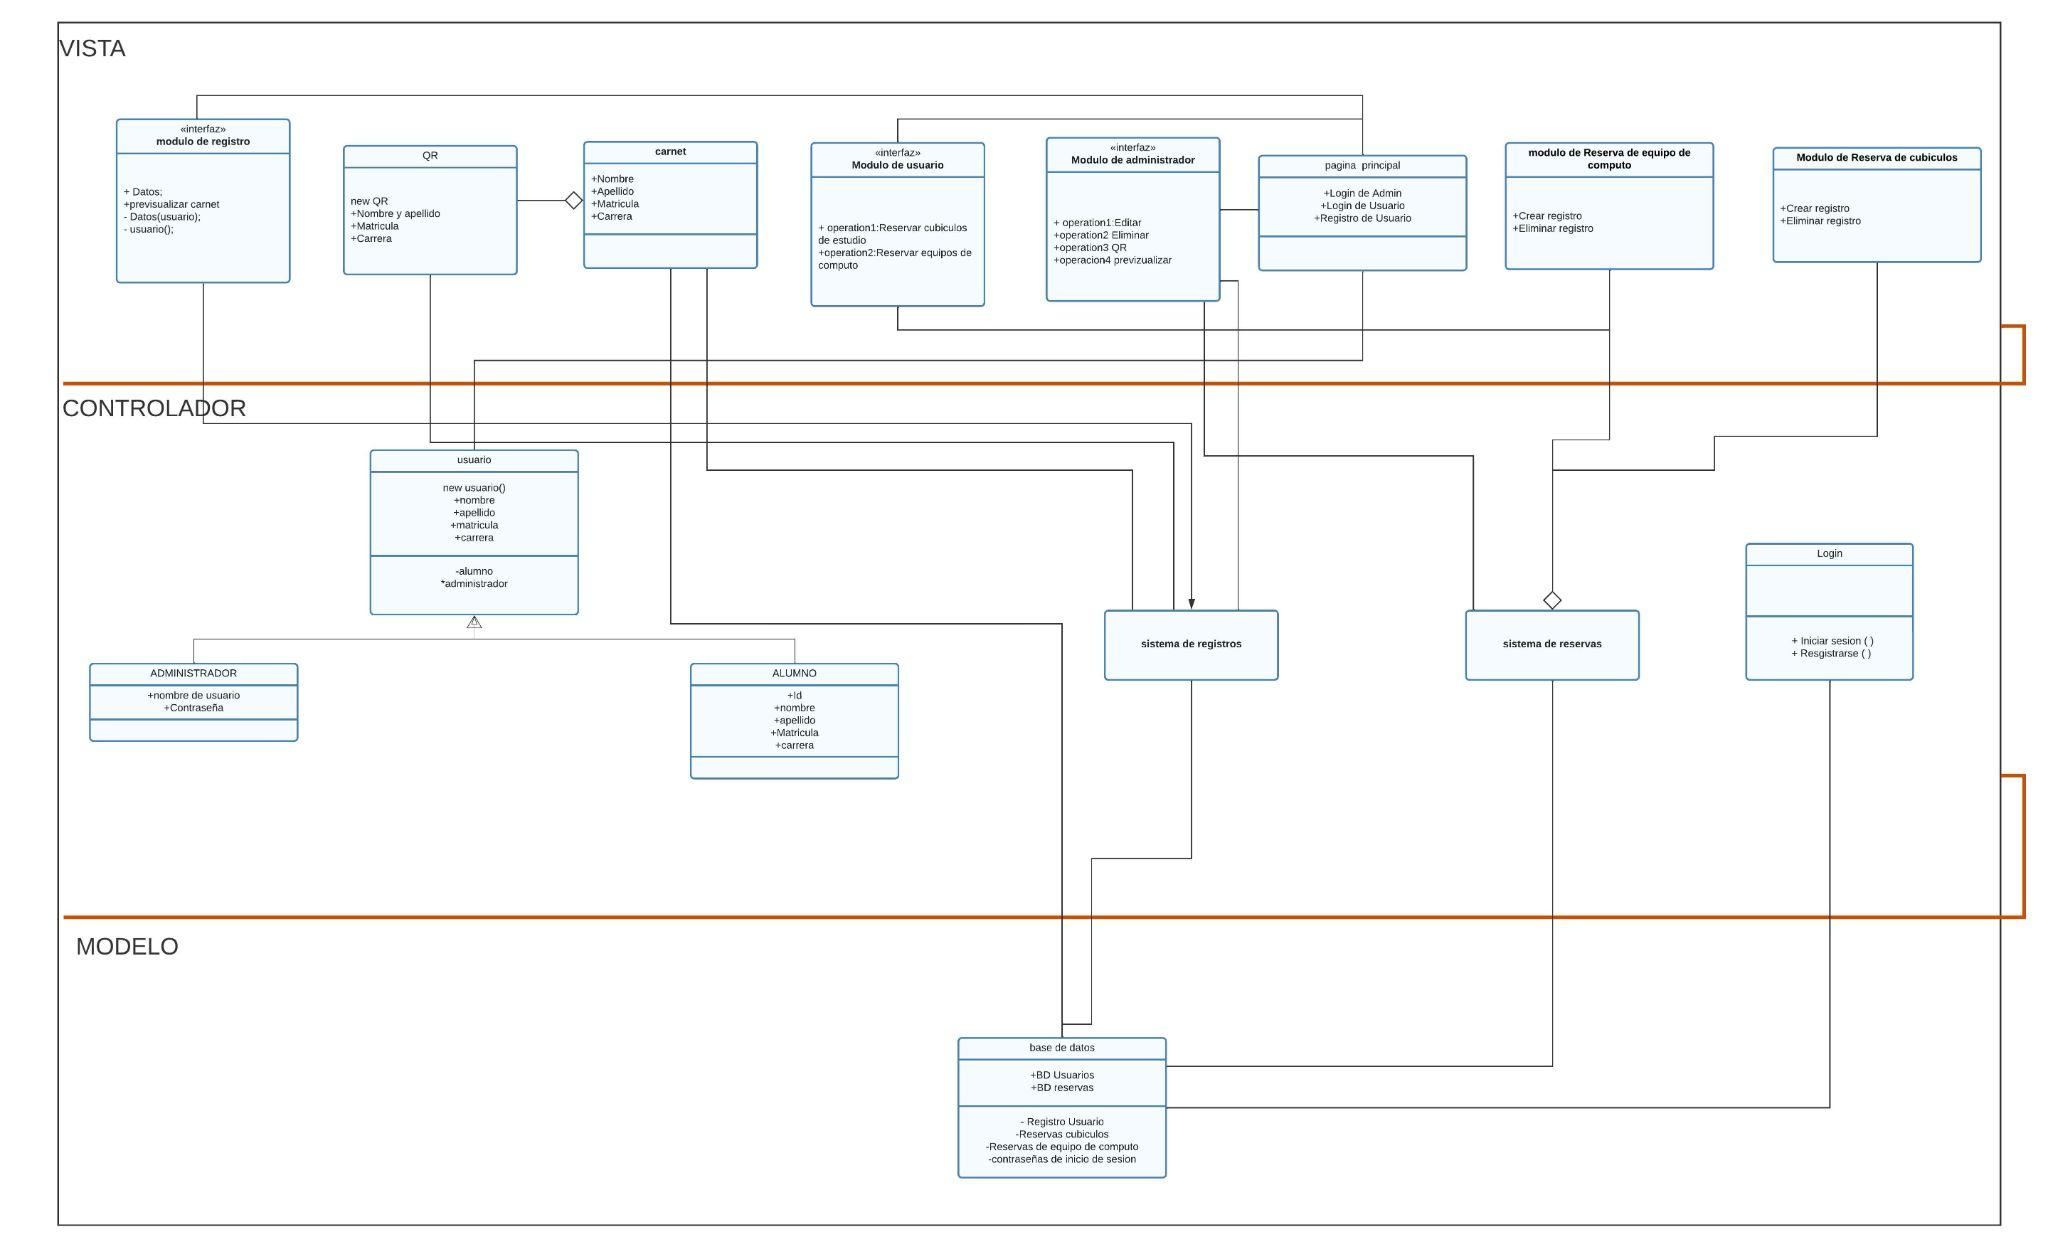 VISTA
«interfaz»
modulo de registro
+ Datos;
+previsualizar carnet
- Datos(usuario);
- usuario();
QR
new QR
+Nombre y apellido
+Matricula
+Carrera
carnet
+Nombre
+Apellido
+Matricula
+Carrera
«interfaz»
Modulo de usuario
+ operation1:Reservar cubiculos
de estudio
+operation2:Reservar equipos de
computo
«interfaz»
Modulo de administrador
+ operation1:Editar
+operation2 Eliminar
+operation3 QR
+operacion4 previzualizar
pagina principal
+Login de Admin
+Login de Usuario
+Registro de Usuario
modulo de Reserva de equipo de
computo
+Crear registro
+Eliminar registro
Modulo de Reserva de cubiculos
+Crear registro
+Eliminar registro
CONTROLADOR
usuario
new usuario()
+nombre
+apellido
+matricula
+carrera
-alumno
*administrador
ADMINISTRADOR
+nombre de usuario
+Contraseña
ALUMNO
+Id
+nombre
+apellido
+Matricula
+carrera
sistema de registros
sistema de reservas
Login
+ Iniciar sesion ( )
+ Resgistrarse ( )
MODELO
base de datos
+BD Usuarios
+BD reservas
- Registro Usuario
-Reservas cubiculos
-Reservas de equipo de computo
-contraseñas de inicio de sesion